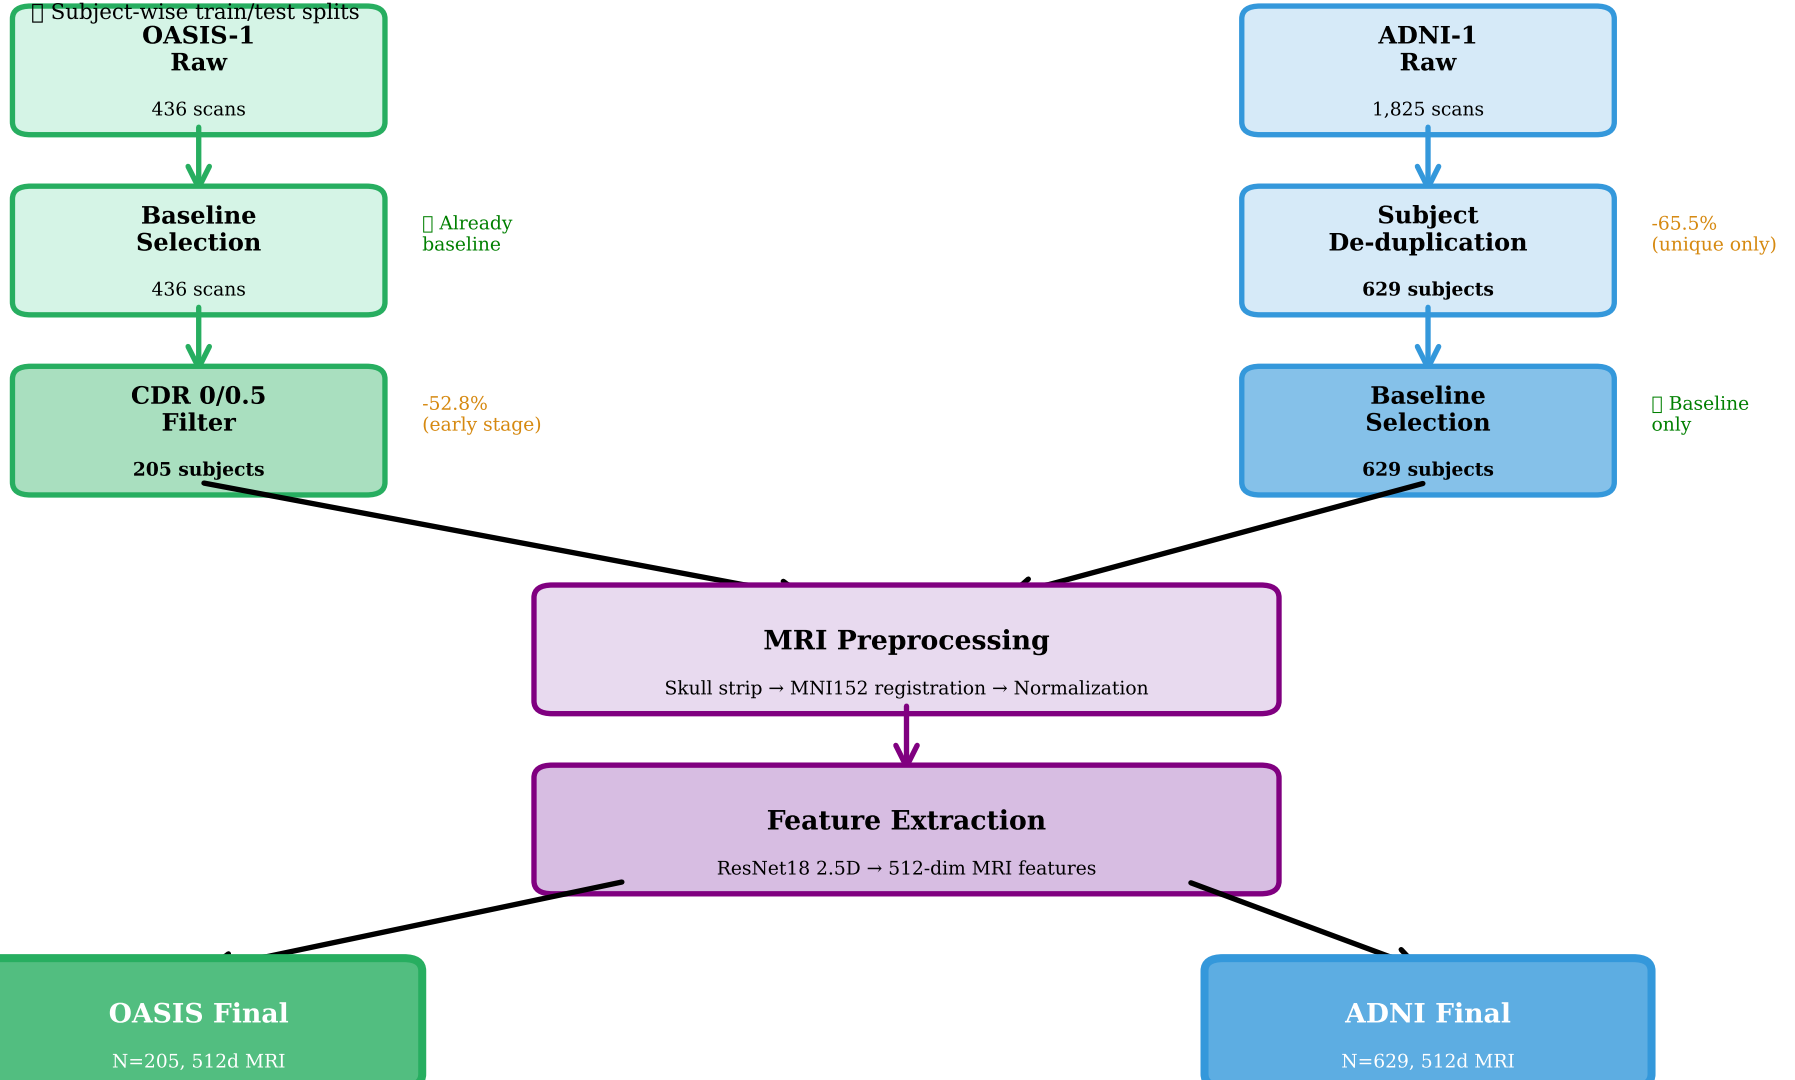 ▯ Subject-wise train/test splits
OASIS-1
Raw
436 scans
ADNI-1
Raw
1,825 scans
Baseline
Selection
436 scans
▯ Already
baseline
Subject
De-duplication
629 subjects
-65.5%
(unique only)
CDR 0/0.5
Filter
205 subjects
-52.8%
(early stage)
Baseline
Selection
629 subjects
▯ Baseline
only
MRI Preprocessing
Skull strip → MNI152 registration → Normalization
Feature Extraction
ResNet18 2.5D → 512-dim MRI features
OASIS Final
N=205, 512d MRI
ADNI Final
N=629, 512d MRI